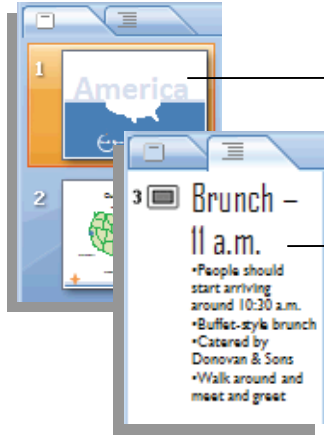 1
America
2
3 Brunch –
11 a.m.
•People should
start arriving
around 10:30 a.m.
•Buffet-style brunch
•Catered by
Donovan & Sons
•Walk around and
meet and greet